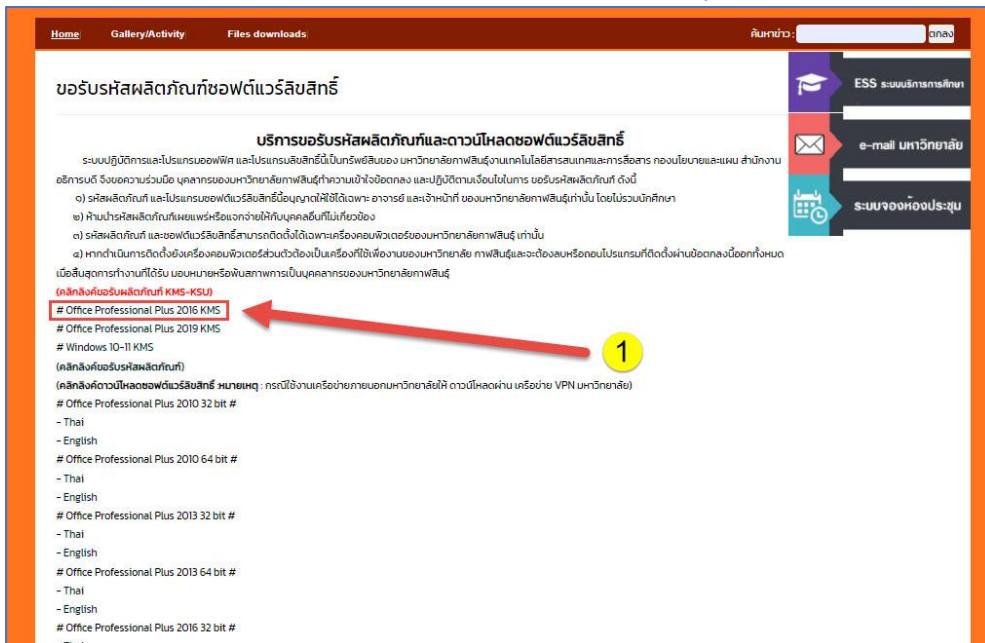 Home Gallery/Activity Files downloads ค้นหาข่าว : ตกลง
ขอรับรหัสผลิตภัณฑ์ซอฟต์แวร์ลิขสิทธิ์
ESS ระบบบริการการศึกษา
e-mail มหาวิทยาลัย
ระบบจองห้องประชุม
บริการขอรับรหัสผลิตภัณฑ์และดาวน์โหลดซอฟต์แวร์ลิขสิทธิ์
ระบบปฏิบัติการและโปรแกรมออฟฟิศ และโปรแกรมลิขสิทธิ์นี้เป็นทรัพย์สินของ มหาวิทยาลัยกาฬสินธุ์งานเทคโนโลยีสารสนเทศและการสื่อสาร กองนโยบายและแผน สำนักงาน
อธิการบดี จึงขอความร่วมมือ บุคลากรของมหาวิทยาลัยกาฬสินธุ์ทำความเข้าใจข้อตกลง และปฏิบัติตามเงื่อนไขในการ ขอรับรหัสผลิตภัณฑ์ ดังนี้
๑) รหัสผลิตภัณฑ์ และโปรแกรมซอฟต์แวร์ลิขสิทธิ์นี้อนุญาตให้ใช้ได้เฉพาะ อาจารย์ และเจ้าหน้าที่ ของมหาวิทยาลัยกาฬสินธุ์เท่านั้น โดยไม่รวมนักศึกษา
๒) ห้ามนำรหัสผลิตภัณฑ์เผยแพร่หรือแจกจ่ายให้กับบุคคลอื่นที่ไม่เกี่ยวข้อง
๓) รหัสผลิตภัณฑ์ และซอฟต์แวร์ลิขสิทธิ์สามารถติดตั้งได้เฉพาะเครื่องคอมพิวเตอร์ของมหาวิทยาลัยกาฬสินธุ์ เท่านั้น
๔) หากดำเนินการติดตั้งยังเครื่องคอมพิวเตอร์ส่วนตัวต้องเป็นเครื่องที่ใช้เพื่องานของมหาวิทยาลัย กาฬสินธุ์และจะต้องลบหรือถอนโปรแกรมที่ติดตั้งผ่านข้อตกลงนี้ออกทั้งหมด
เมื่อสิ้นสุดการทำงานที่ได้รับ มอบหมายหรือพ้นสภาพการเป็นบุคคลากรของมหาวิทยาลัยกาฬสินธุ์
(คลิกลิงค์ขอรับผลิตภัณฑ์ KMS-KSU)
# Office Professional Plus 2016 KMS
# Office Professional Plus 2019 KMS
1
# Windows 10-11 KMS
(คลิกลิงค์ขอรับรหัสผลิตภัณฑ์)
(คลิกลิงค์ดาวน์โหลดซอฟต์แวร์ลิขสิทธิ์ :หมายเหตุ : กรณีใช้งานเครือข่ายภายนอกมหาวิทยาลัยให้ ดาวน์โหลดผ่าน เครือข่าย VPN มหาวิทยาลัย)
# Office Professional Plus 2010 32 bit #
- Thai
- English
# Office Professional Plus 2010 64 bit #
- Thai
- English
# Office Professional Plus 2013 32 bit #
- Thai
- English
# Office Professional Plus 2013 64 bit #
- Thai
- English
# Office Professional Plus 2016 32 bit #